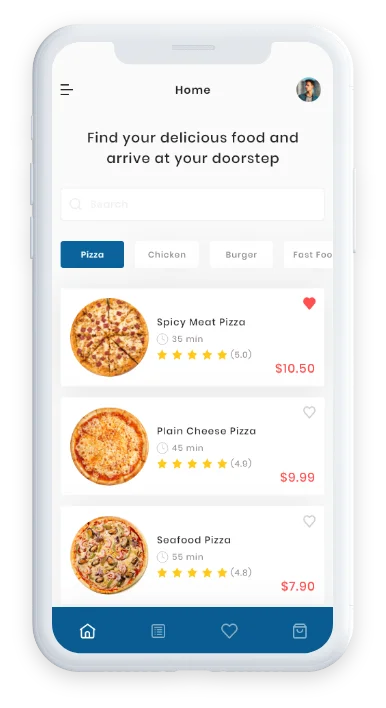 Home
Find your delicious food and
arrive at your doorstep
Search
Pizza
Chicken
Burger
Fast Foo
Spicy Meat Pizza
35 min
(5.0)
$10.50
Plain Cheese Pizza
45 min
(4.9)
$9.99
Seafood Pizza
55 min
(4.8)
$7.90